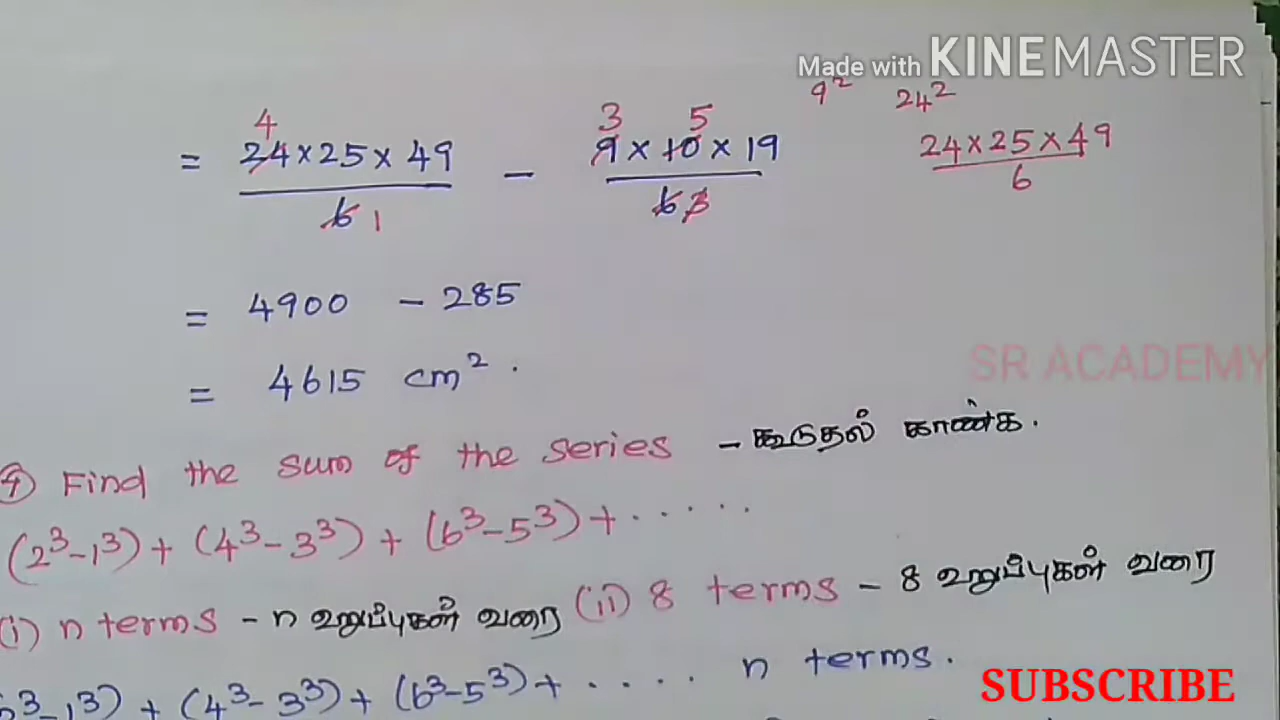 Made with KINEMASTER
9² 24²
4 3 5
= 24×25×49 / 6 1 − 9×10×19 / 6 3 24×25×49 / 6
= 4900 − 285
= 4615 cm².
SR ACADEMY
9) Find the sum of the series – கூடுதல் காண்க.
(2³−1³) + (4³−3³) + (6³−5³) + ......
(i) n terms – n உறுப்புகள் வரை (ii) 8 terms – 8 உறுப்புகள் வரை
³−1³) + (4³−3³) + (6³−5³) + .... n terms.
SUBSCRIBE